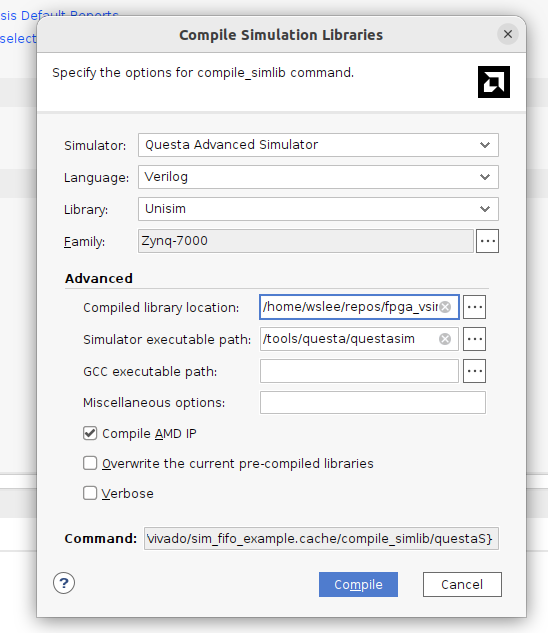 sis Default Reports
select
Compile Simulation Libraries
Specify the options for compile_simlib command.
Simulator: Questa Advanced Simulator
Language: Verilog
Library: Unisim
Family: Zynq-7000
Advanced
Compiled library location: /home/wslee/repos/fpga_vsir
Simulator executable path: /tools/questa/questasim
GCC executable path:
Miscellaneous options:
Compile AMD IP
Overwrite the current pre-compiled libraries
Verbose
Command: Vivado/sim_fifo_example.cache/compile_simlib/questaS}
? Compile Cancel